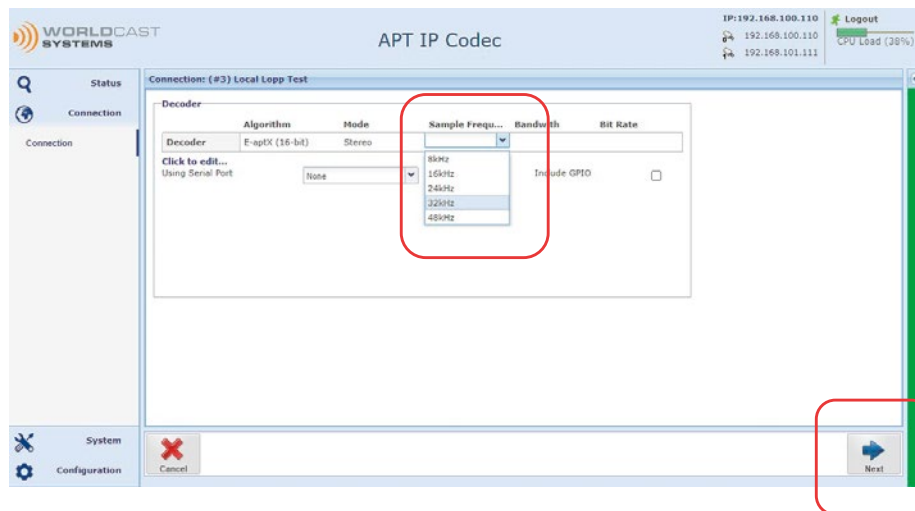 WORLDCAST
SYSTEMS
APT IP Codec
IP:192.168.100.110
192.168.100.110
192.168.101.111
Logout
CPU Load (38%)
Status
Connection
Connection
System
Configuration
Connection: (#3) Local Lopp Test
Decoder
Algorithm Mode Sample Frequ... Bandwith Bit Rate
Decoder E-aptX (16-bit) Stereo
Click to edit...
Using Serial Port None Include GPIO
8kHz
16kHz
24kHz
32kHz
48kHz
Cancel
Next